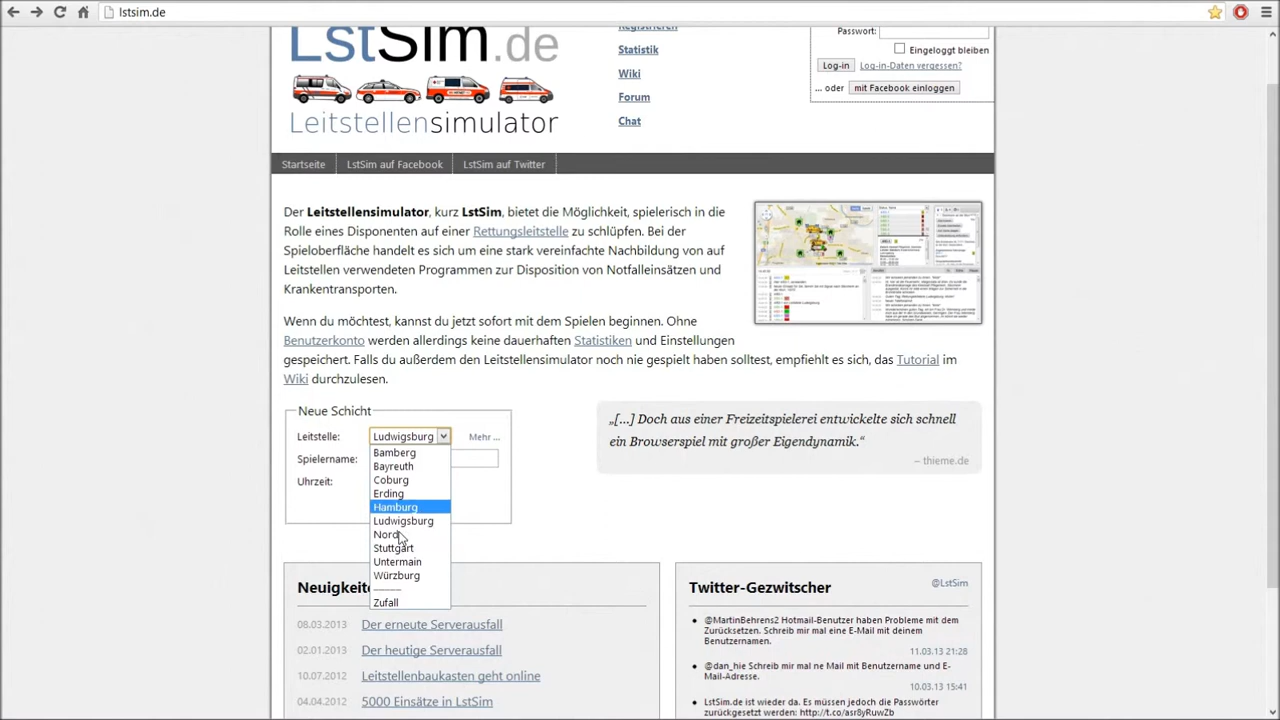 lstsim.de
LstSim.de
Leitstellensimulator
Registrieren
Statistik
Wiki
Forum
Chat
Passwort:
Eingeloggt bleiben
Log-in
Log-in-Daten vergessen?
... oder
mit Facebook einloggen
Startseite
LstSim auf Facebook
LstSim auf Twitter
Der Leitstellensimulator, kurz LstSim, bietet die Möglichkeit, spielerisch in die
Rolle eines Disponenten auf einer Rettungsleitstelle zu schlüpfen. Bei der
Spieloberfläche handelt es sich um eine stark vereinfachte Nachbildung von auf
Leitstellen verwendeten Programmen zur Disposition von Notfalleinsätzen und
Krankentransporten.
Wenn du möchtest, kannst du jetzt sofort mit dem Spielen beginnen. Ohne
Benutzerkonto werden allerdings keine dauerhaften Statistiken und Einstellungen
gespeichert. Falls du außerdem den Leitstellensimulator noch nie gespielt haben solltest, empfiehlt es sich, das Tutorial im
Wiki durchzulesen.
Neue Schicht
Leitstelle:
Ludwigsburg
Mehr ...
Spielername:
Uhrzeit:
Bamberg
Bayreuth
Coburg
Erding
Hamburg
Ludwigsburg
Nord
Stuttgart
Untermain
Würzburg
Zufall
„[...] Doch aus einer Freizeitspielerei entwickelte sich schnell
ein Browserspiel mit großer Eigendynamik.“
– thieme.de
08.03.2013 Der erneute Serverausfall
02.01.2013 Der heutige Serverausfall
10.07.2012 Leitstellenbaukasten geht online
04.04.2012 5000 Einsätze in LstSim
Twitter-Gezwitscher
@LstSim
@MartinBehrens2 Hotmail-Benutzer haben Probleme mit dem
Zurücksetzen. Schreib mir mal eine E-Mail mit deinem
Benutzernamen.
11.03.13 21:28
@dan_hie Schreib mir mal ne Mail mit Benutzername und E-
Mail-Adresse.
10.03.13 15:41
LstSim.de ist wieder da. Es müssen jedoch die Passwörter
zurückgesetzt werden: http://t.co/asr8yRuwZb